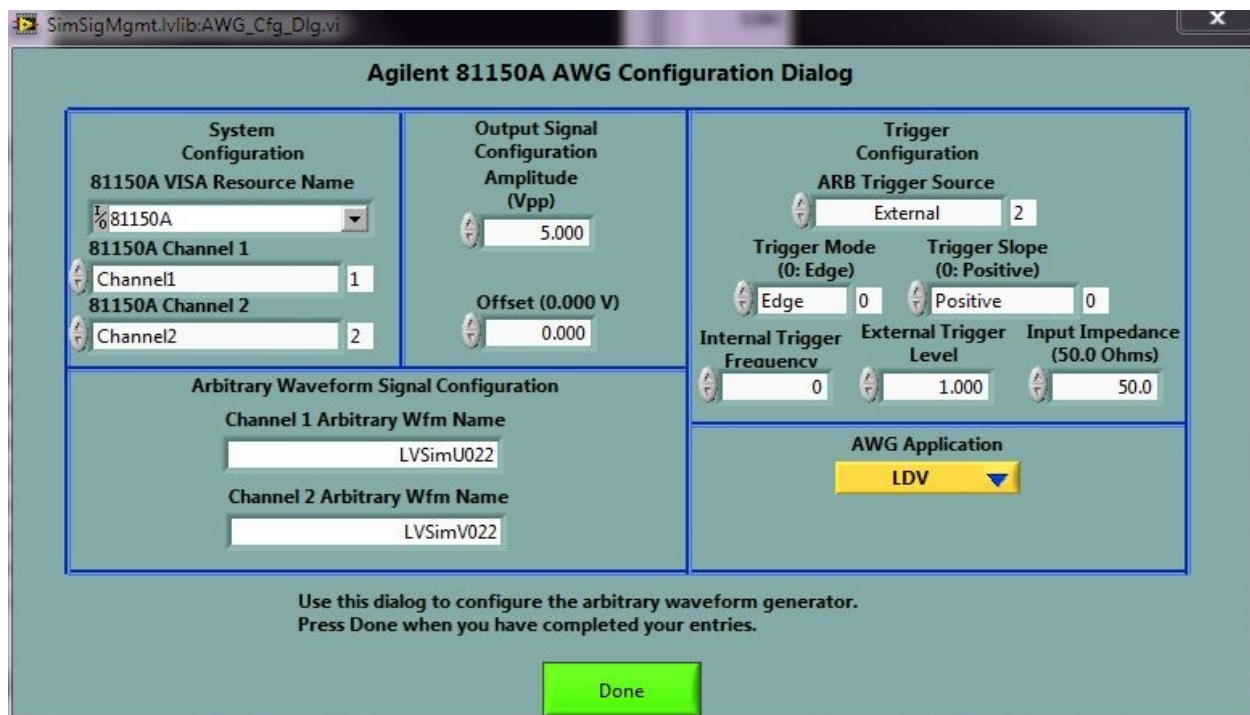 SimSigMgmt.lvlib:AWG_Cfg_Dlg.vi
X
Agilent 81150A AWG Configuration Dialog
System
Configuration
81150A VISA Resource Name
I/O 81150A
81150A Channel 1
Channel1 1
81150A Channel 2
Channel2 2
Output Signal
Configuration
Amplitude
(Vpp)
5.000
Offset (0.000 V)
0.000
Trigger
Configuration
ARB Trigger Source
External 2
Trigger Mode
(0: Edge)
Edge 0
Trigger Slope
(0: Positive)
Positive 0
Internal Trigger
Frequency
0
External Trigger
Level
1.000
Input Impedance
(50.0 Ohms)
50.0
Arbitrary Waveform Signal Configuration
Channel 1 Arbitrary Wfm Name
LVSimU022
Channel 2 Arbitrary Wfm Name
LVSimV022
AWG Application
LDV
Use this dialog to configure the arbitrary waveform generator.
Press Done when you have completed your entries.
Done